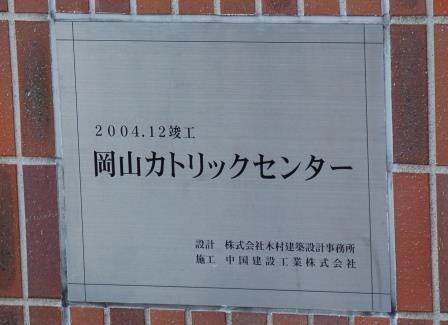 2004.12竣工
岡山カトリックセンター
設計　株式会社木村建築設計事務所
施工　中国建設工業株式会社